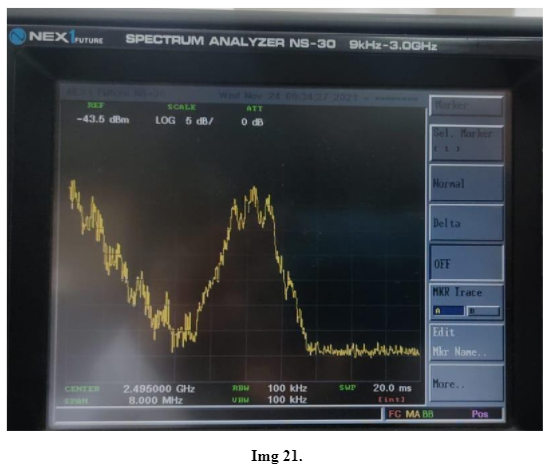 NEX1 FUTURE SPECTRUM ANALYZER NS-30 9kHz-3.0GHz
Wed Nov 24 2021
REF SCALE ATT
-43.5 dBm LOG 5 dB/ 0 dB
Marker
Sel. Marker
( 1 )
Normal
Delta
OFF
MKR Trace
A B
Edit
Mkr Name..
More..
CENTER 2.495000 GHz RBW 100 kHz SWP 20.0 ms
SPAN 8.000 MHz VBW 100 kHz [int]
FC MA BB Pos
Img 21.